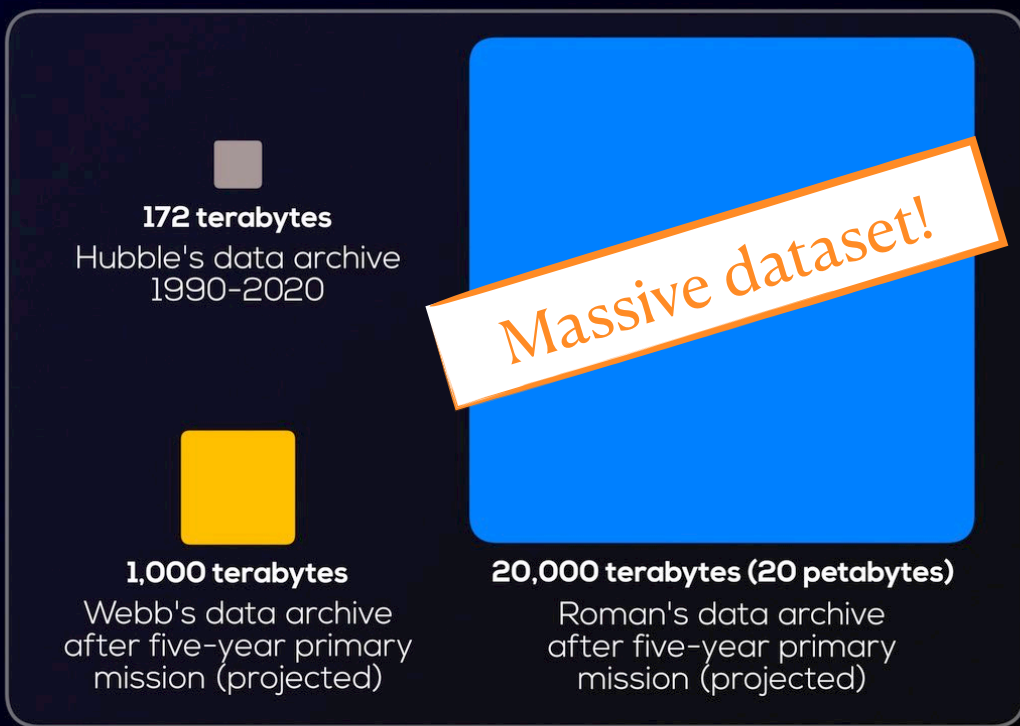 172 terabytes
Hubble's data archive
1990-2020
Massive dataset!
1,000 terabytes
Webb's data archive
after five-year primary
mission (projected)
20,000 terabytes (20 petabytes)
Roman's data archive
after five-year primary
mission (projected)